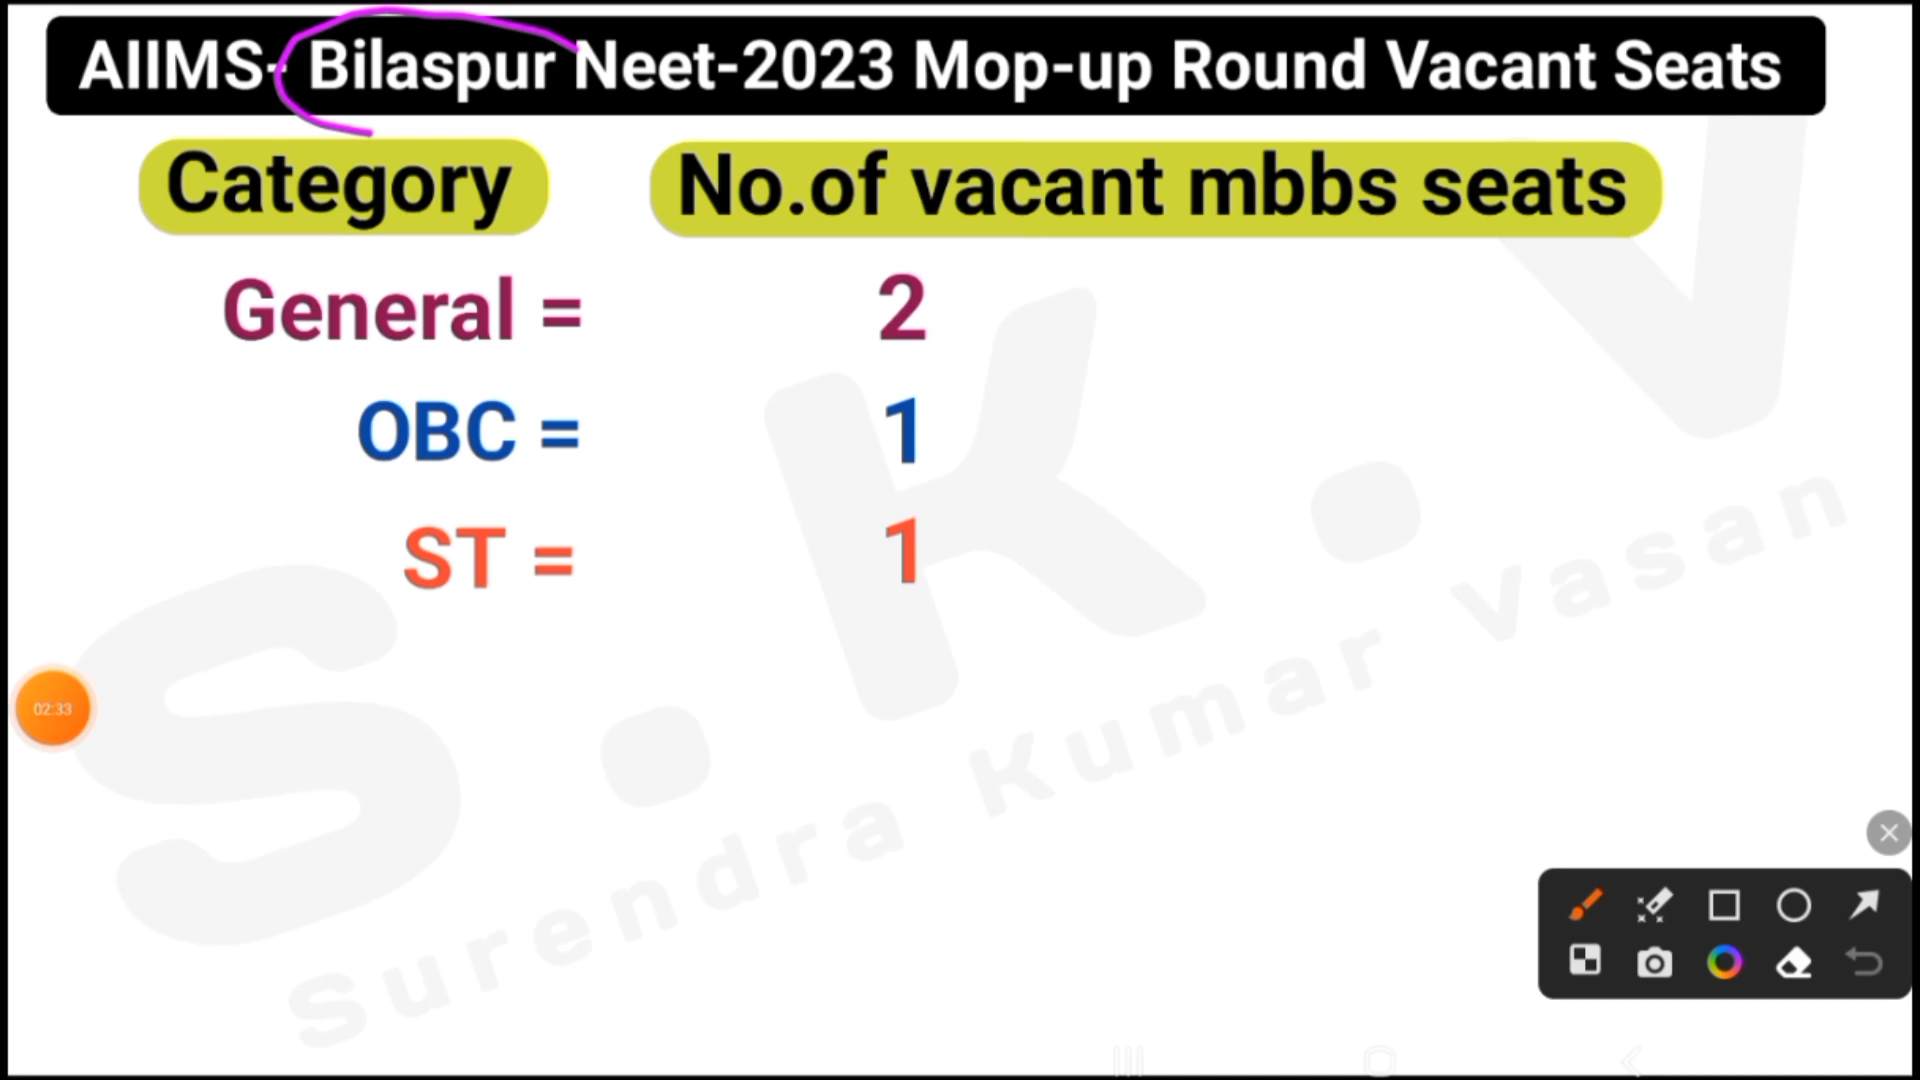 AIIMS- Bilaspur Neet-2023 Mop-up Round Vacant Seats
Category No.of vacant mbbs seats
General = 2
OBC = 1
ST = 1
S.K.V
Surendra Kumar Vasan
02:33